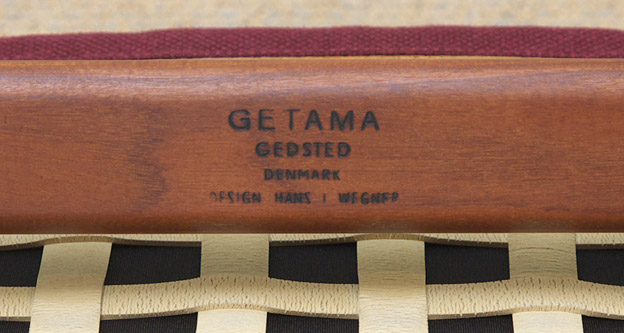 GETAMA
GEDSTED
DENMARK
DESIGN HANS J WEGNER